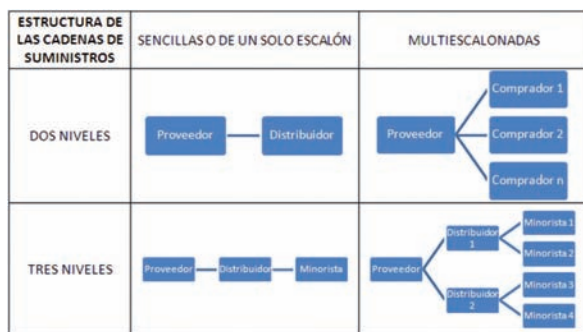 ESTRUCTURA DE
LAS CADENAS DE
SUMINISTROS
SENCILLAS O DE UN SOLO ESCALÓN
MULTIESCALONADAS
DOS NIVELES
Proveedor
Distribuidor
Proveedor
Comprador 1
Comprador 2
Comprador n
TRES NIVELES
Proveedor
Distribuidor
Minorista
Proveedor
Distribuidor
1
Distribuidor
2
Minorista 1
Minorista 2
Minorista 3
Minorista 4